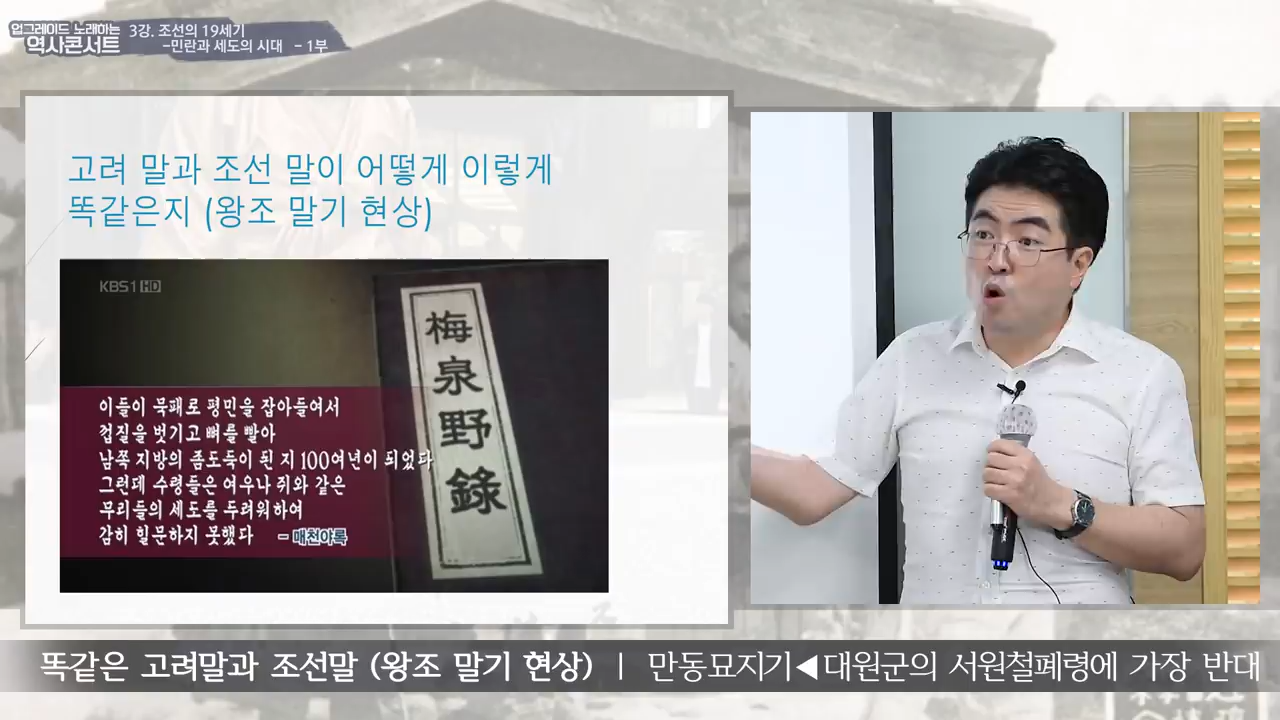 업그레이드 노래하는
역사콘서트
3강. 조선의 19세기
-민란과 세도의 시대 - 1부
고려 말과 조선 말이 어떻게 이렇게
똑같은지 (왕조 말기 현상)
KBS1 HD
梅泉野錄
이들이 묵패로 평민을 잡아들여서
껍질을 벗기고 뼈를 빨아
남쪽 지방의 좀도둑이 된 지 100여년이 되었다
그런데 수령들은 여우나 쥐와 같은
무리들의 세도를 두려워하여
감히 힐문하지 못했다 - 매천야록
똑같은 고려말과 조선말 (왕조 말기 현상) | 만동묘지기◀대원군의 서원철폐령에 가장 반대